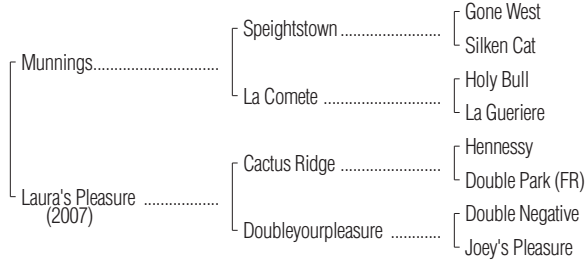 Gone West
Speightstown ....................
Silken Cat
Munnings.........................
Holy Bull
La Comete .......................
La Gueriere
Hennessy
Cactus Ridge ....................
Double Park (FR)
Laura's Pleasure ...............
(2007)
Double Negative
Doubleyourpleasure ............
Joey's Pleasure